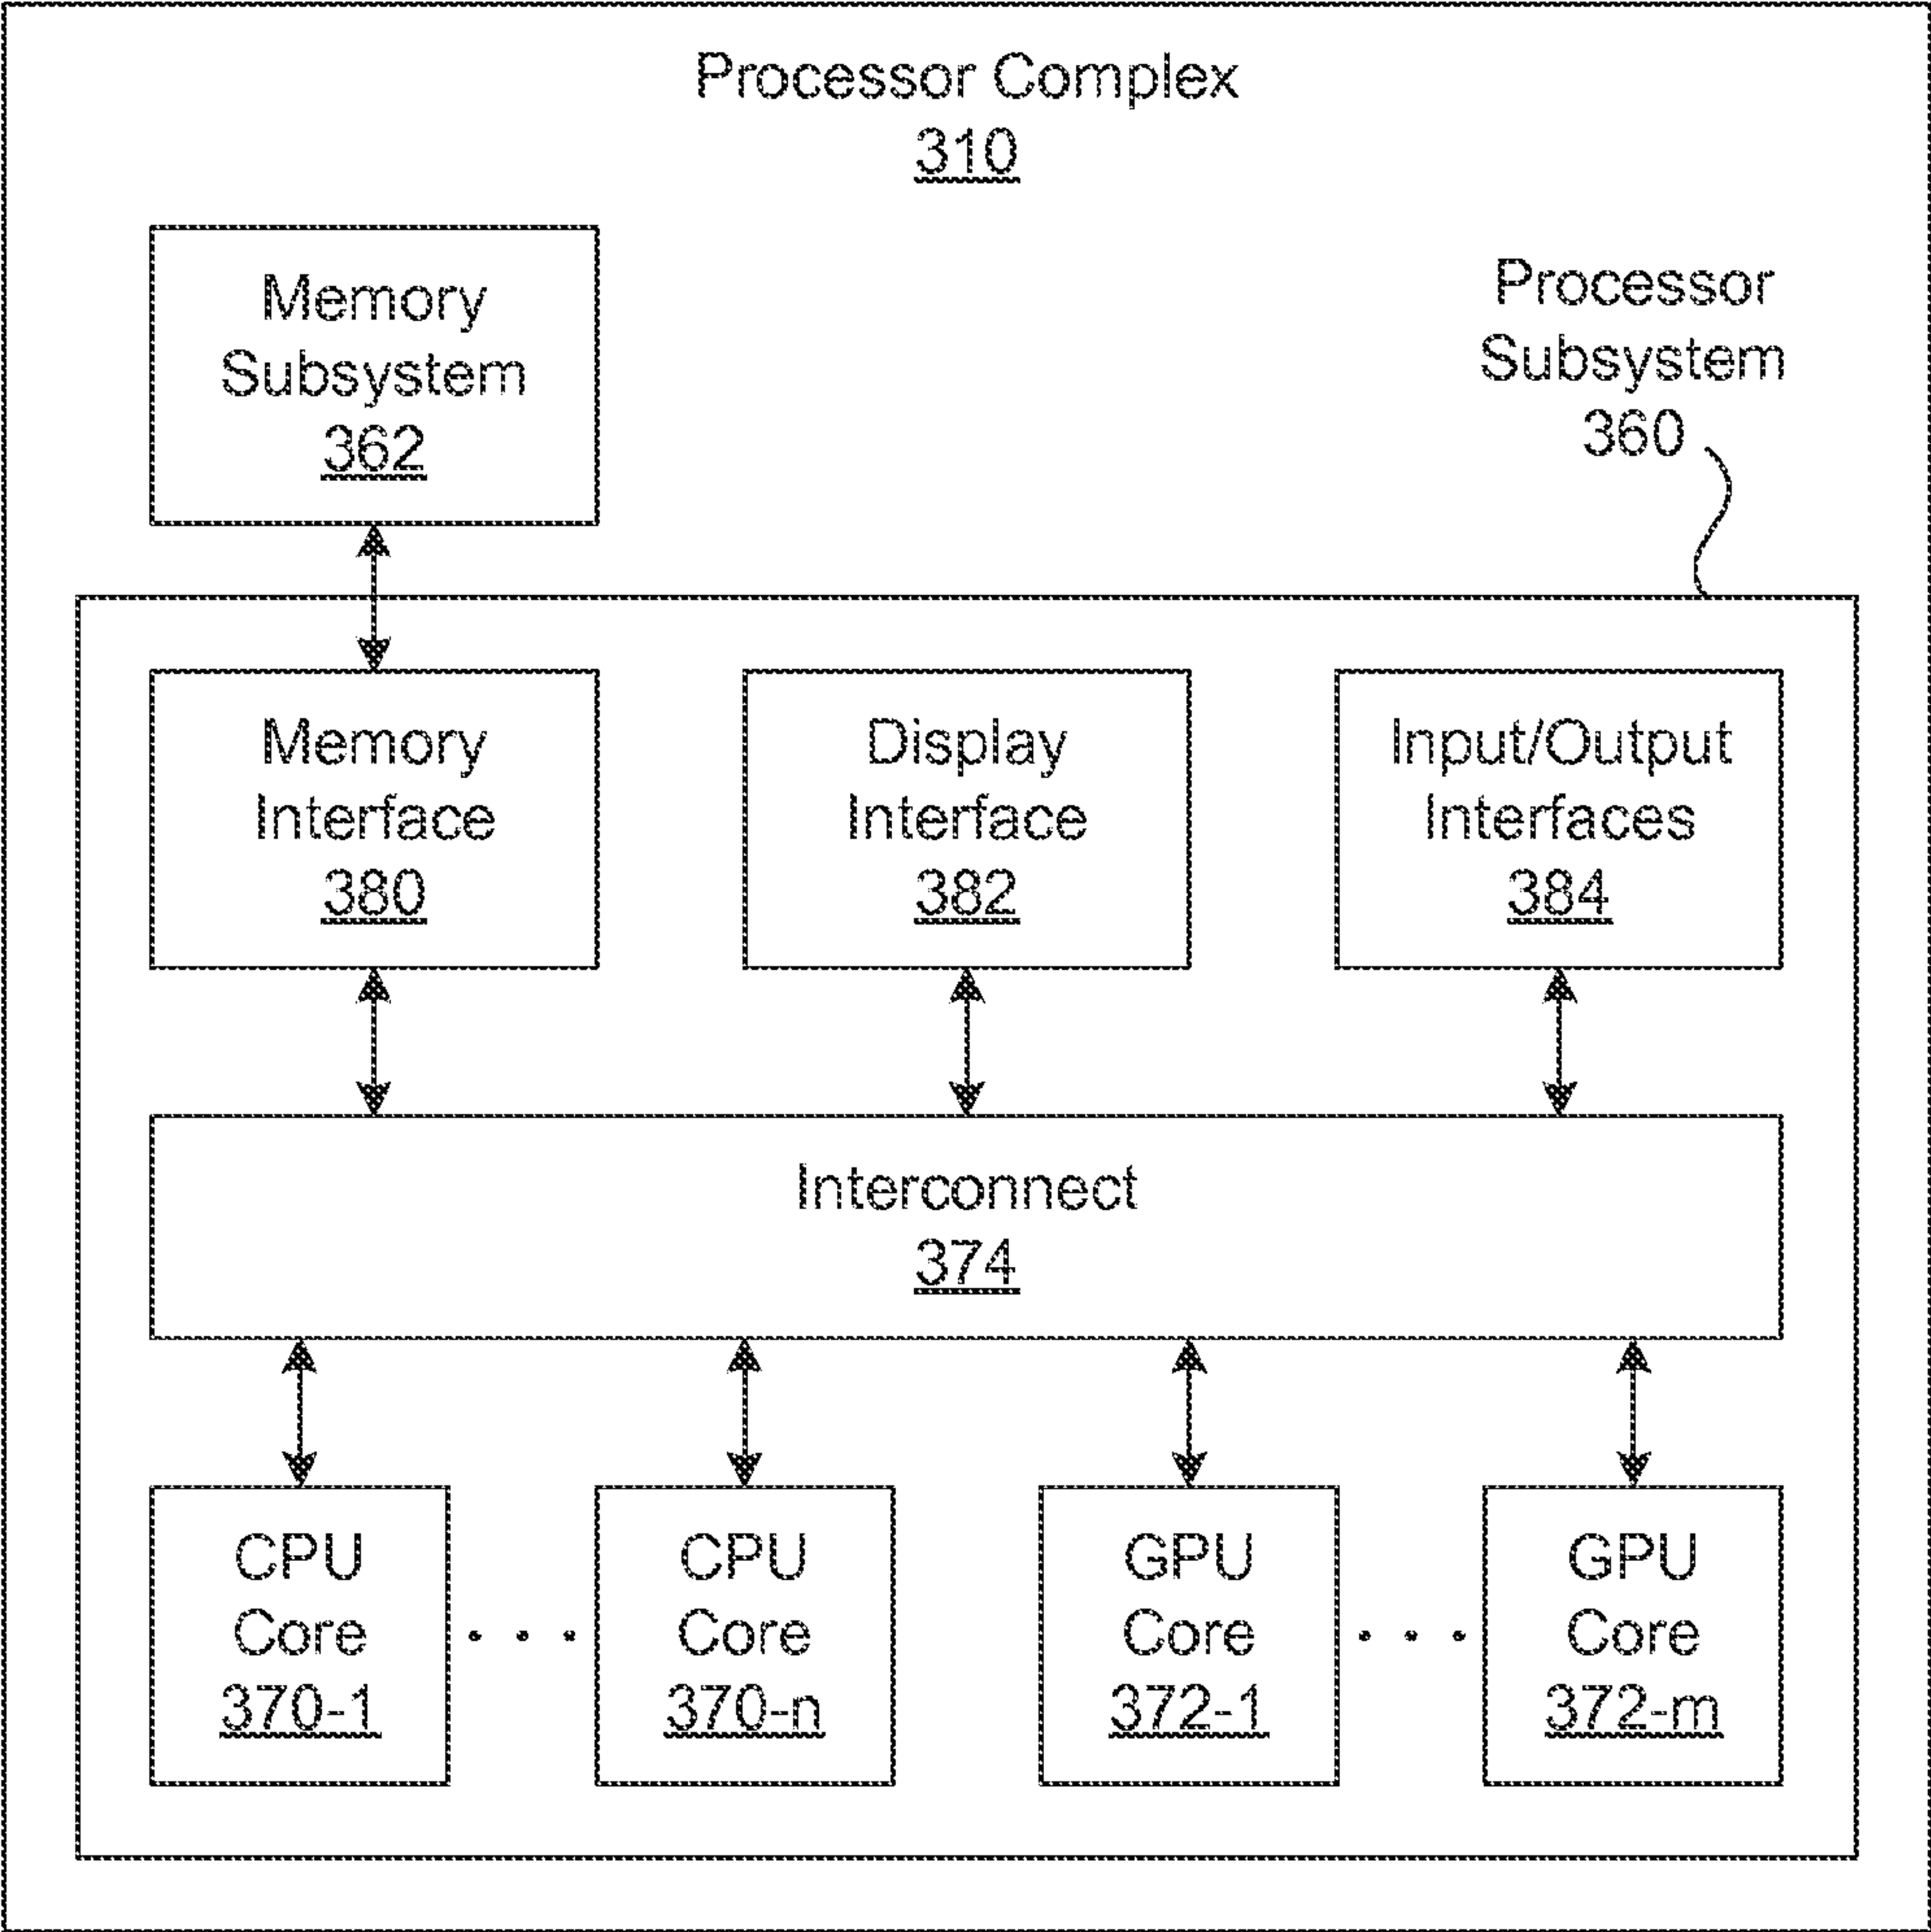 Processor Complex
310
Memory
Subsystem
362
Processor
Subsystem
360
Memory
Interface
380
Display
Interface
382
Input/Output
Interfaces
384
Interconnect
374
CPU
Core
370-1
. . .
CPU
Core
370-n
GPU
Core
372-1
. . .
GPU
Core
372-m